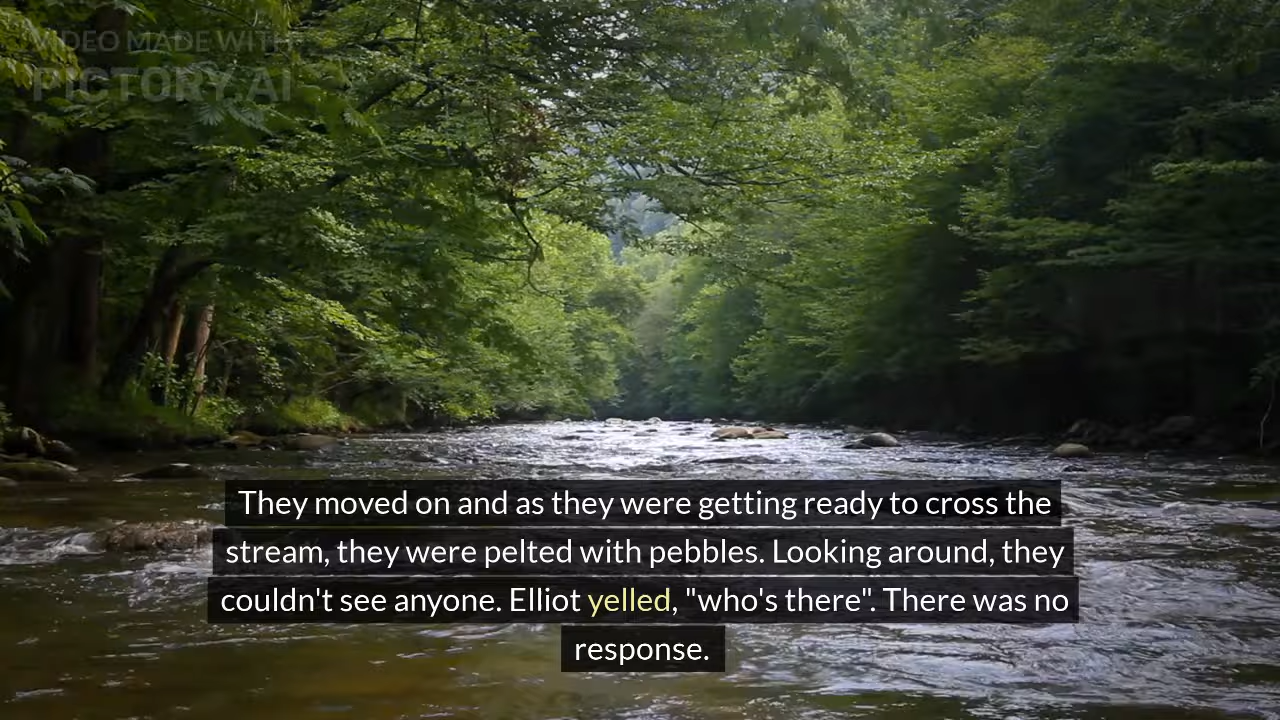 VIDEO MADE WITH
PICTORY.AI
They moved on and as they were getting ready to cross the
stream, they were pelted with pebbles. Looking around, they
couldn't see anyone. Elliot yelled, "who's there". There was no
response.